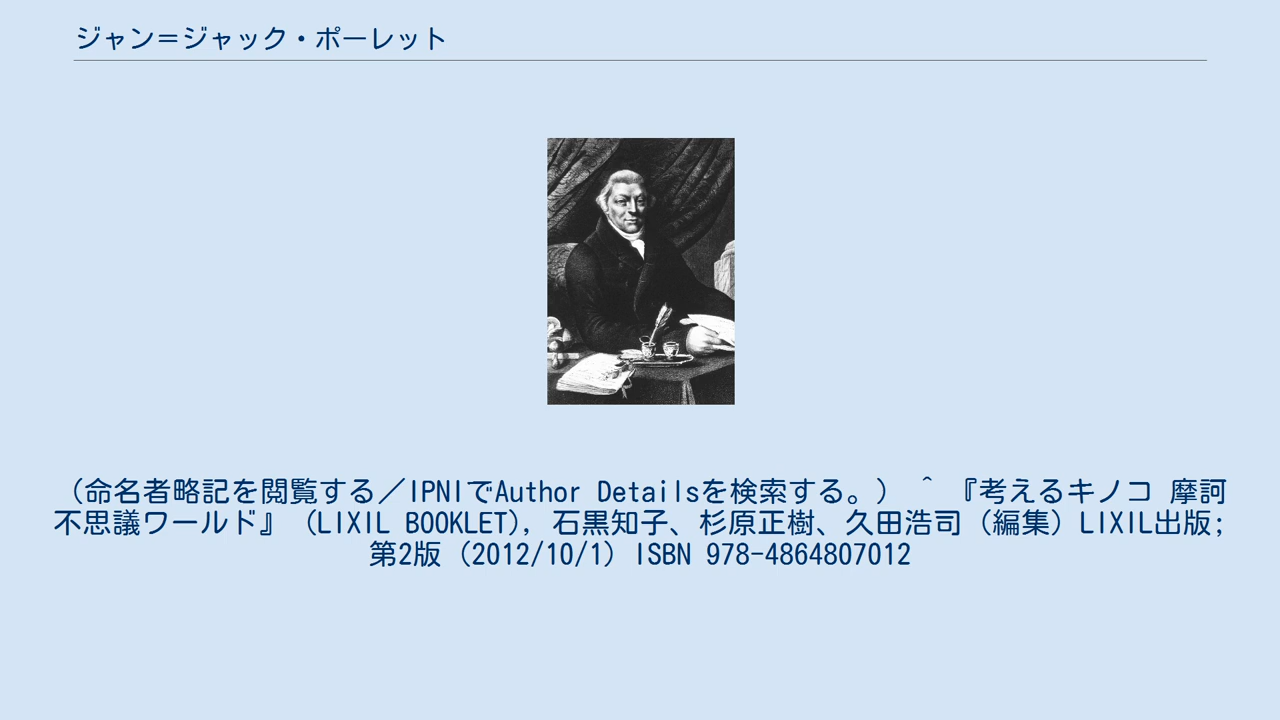 ジャン＝ジャック・ポーレット
（命名者略記を閲覧する／IPNIでAuthor Detailsを検索する。） ^ 『考えるキノコ 摩訶
不思議ワールド』（LIXIL BOOKLET), 石黒知子、杉原正樹、久田浩司（編集）LIXIL出版;
第2版（2012/10/1）ISBN 978-4864807012